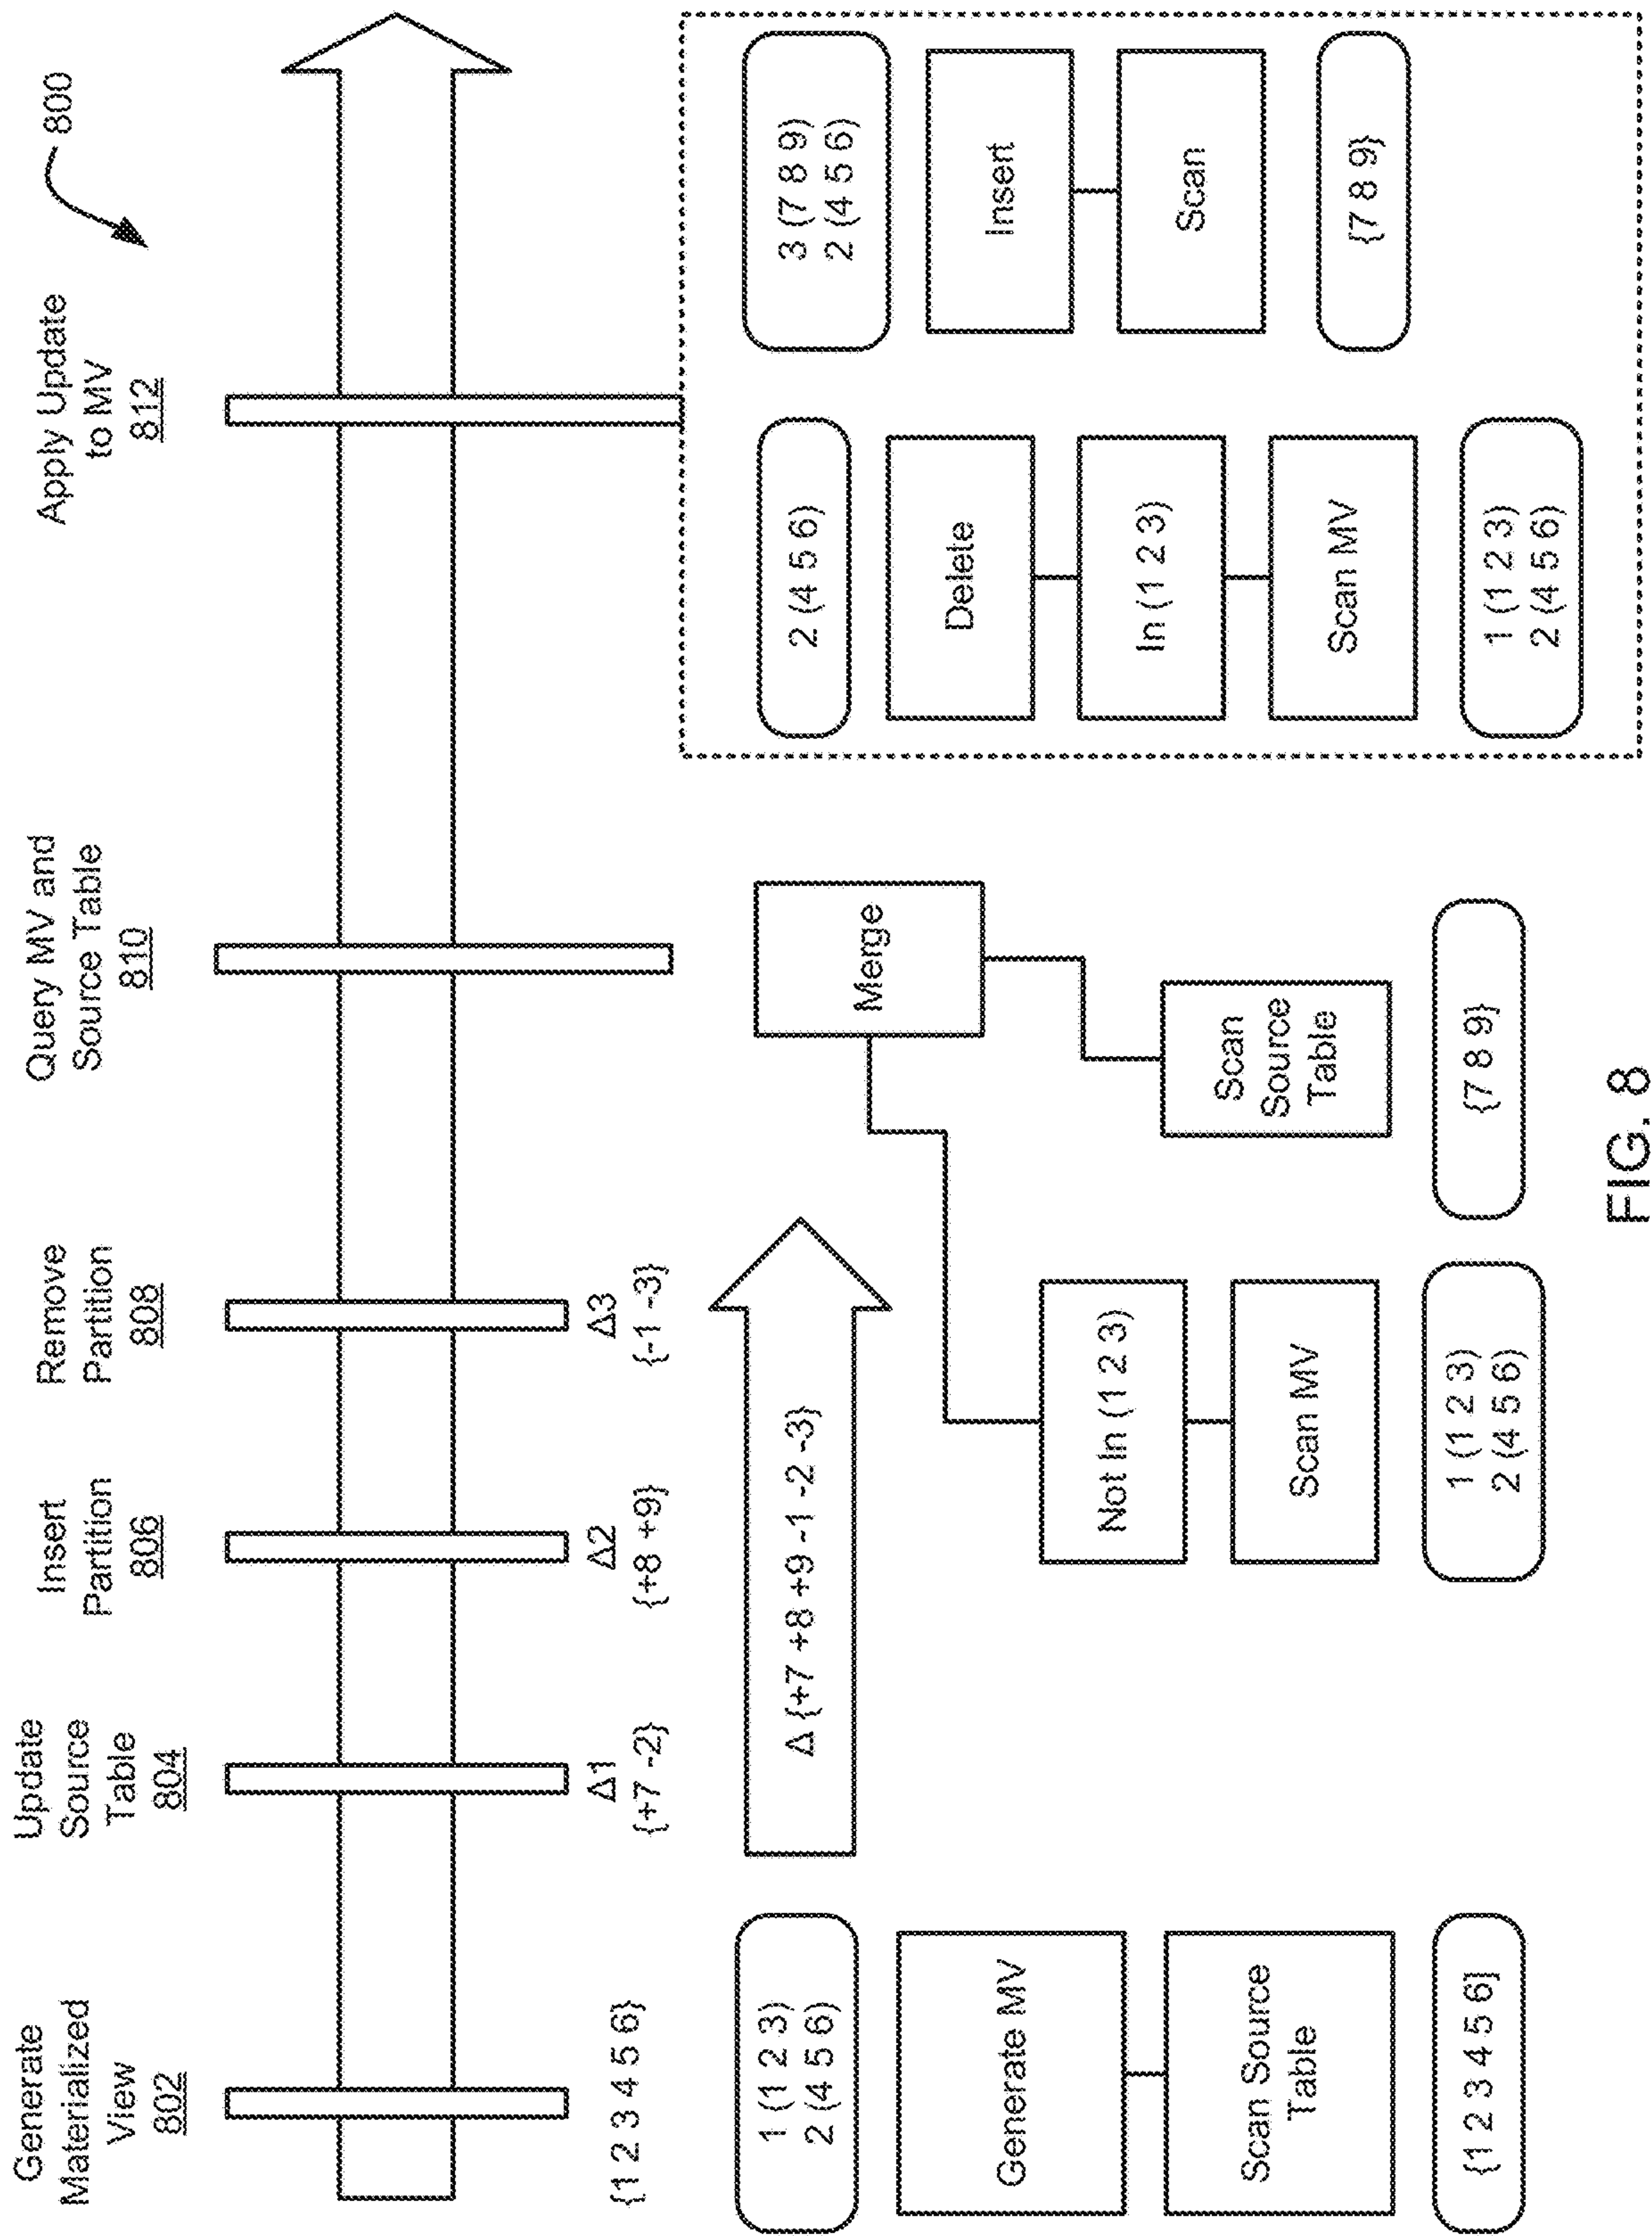 800
Generate
Materialized
View
802
Update
Source
Table
804
Insert
Partition
806
Remove
Partition
808
Query MV and
Source Table
810
Apply Update
to MV
812
{1 2 3 4 5 6}
Δ1
{+7 -2}
Δ2
{+8 +9}
Δ3
{-1 -3}
1 (1 2 3)
2 (4 5 6)
Generate MV
Scan Source
Table
{1 2 3 4 5 6]
Δ {+7 +8 +9 -1 -2 -3}
Merge
Not In (1 2 3)
Scan MV
1 (1 2 3)
2 (4 5 6)
Scan
Source
Table
{7 8 9}
2 (4 5 6)
Delete
In (1 2 3)
Scan MV
1 (1 2 3)
2 (4 5 6)
3 (7 8 9)
2 (4 5 6)
Insert
Scan
{7 8 9}
FIG. 8